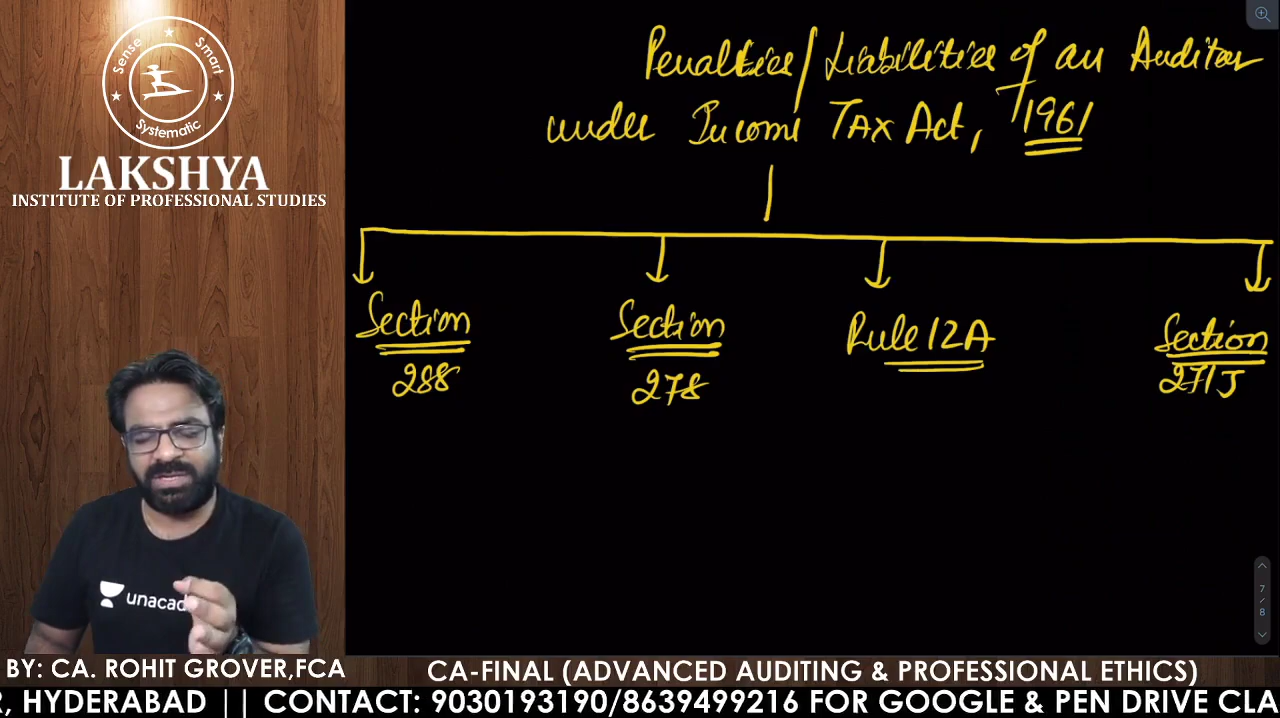 Sense
Smart
Systematic
LAKSHYA
INSTITUTE OF PROFESSIONAL STUDIES
Penalties/Liabilities of an Auditor
under Income TAX Act, 1961
Section
288
Section
278
Rule 12A
Section
271J
unacad
7
/
8
BY: CA. ROHIT GROVER,FCA
CA-FINAL (ADVANCED AUDITING & PROFESSIONAL ETHICS)
R, HYDERABAD || CONTACT: 9030193190/8639499216 FOR GOOGLE & PEN DRIVE CLA